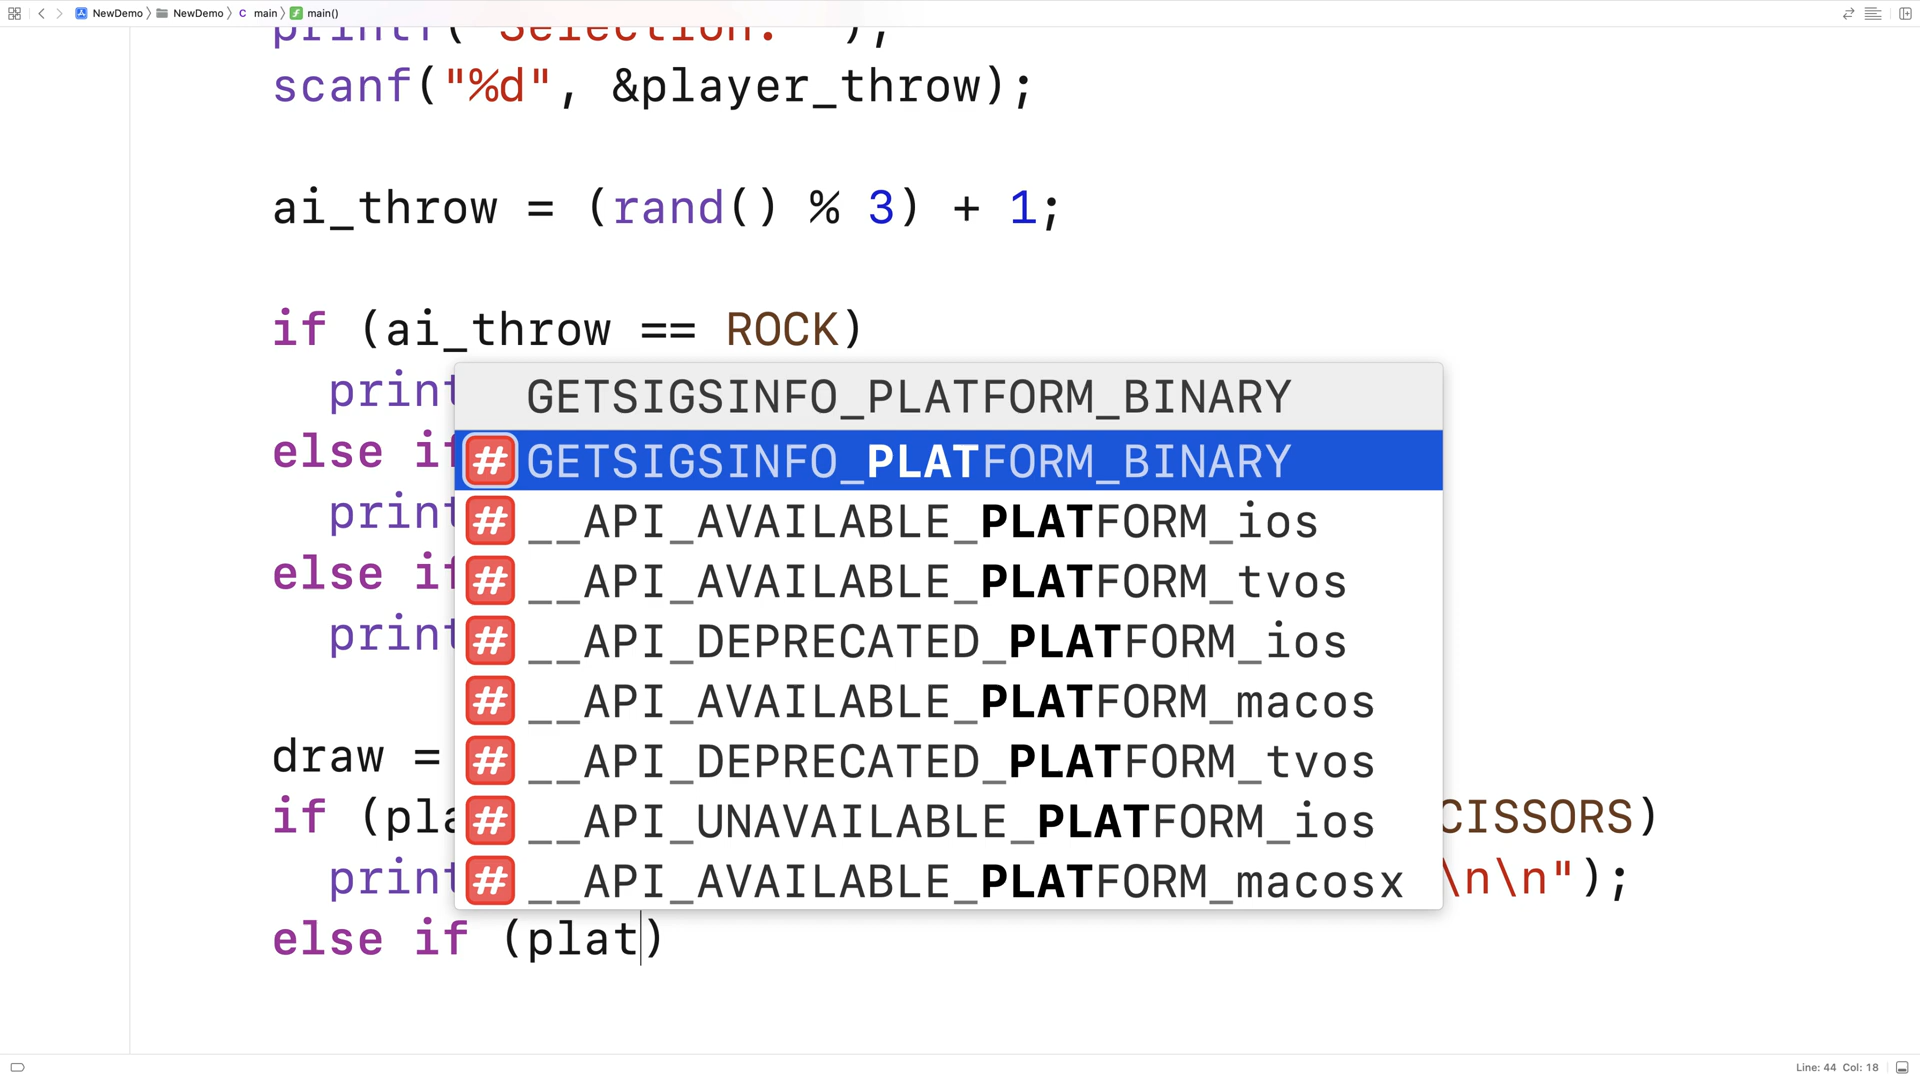 NewDemo NewDemo C main f main()
printf("Selection: ");
scanf("%d", &player_throw);
ai_throw = (rand() % 3) + 1;
if (ai_throw == ROCK)
print
else if
print
else if
print
GETSIGSINFO_PLATFORM_BINARY
# GETSIGSINFO_PLATFORM_BINARY
# __API_AVAILABLE_PLATFORM_ios
# __API_AVAILABLE_PLATFORM_tvos
# __API_DEPRECATED_PLATFORM_ios
# __API_AVAILABLE_PLATFORM_macos
# __API_DEPRECATED_PLATFORM_tvos
# __API_UNAVAILABLE_PLATFORM_ios
# __API_AVAILABLE_PLATFORM_macosx
draw =
if (pla CISSORS)
print \n\n");
else if (plat)
Line: 44 Col: 18